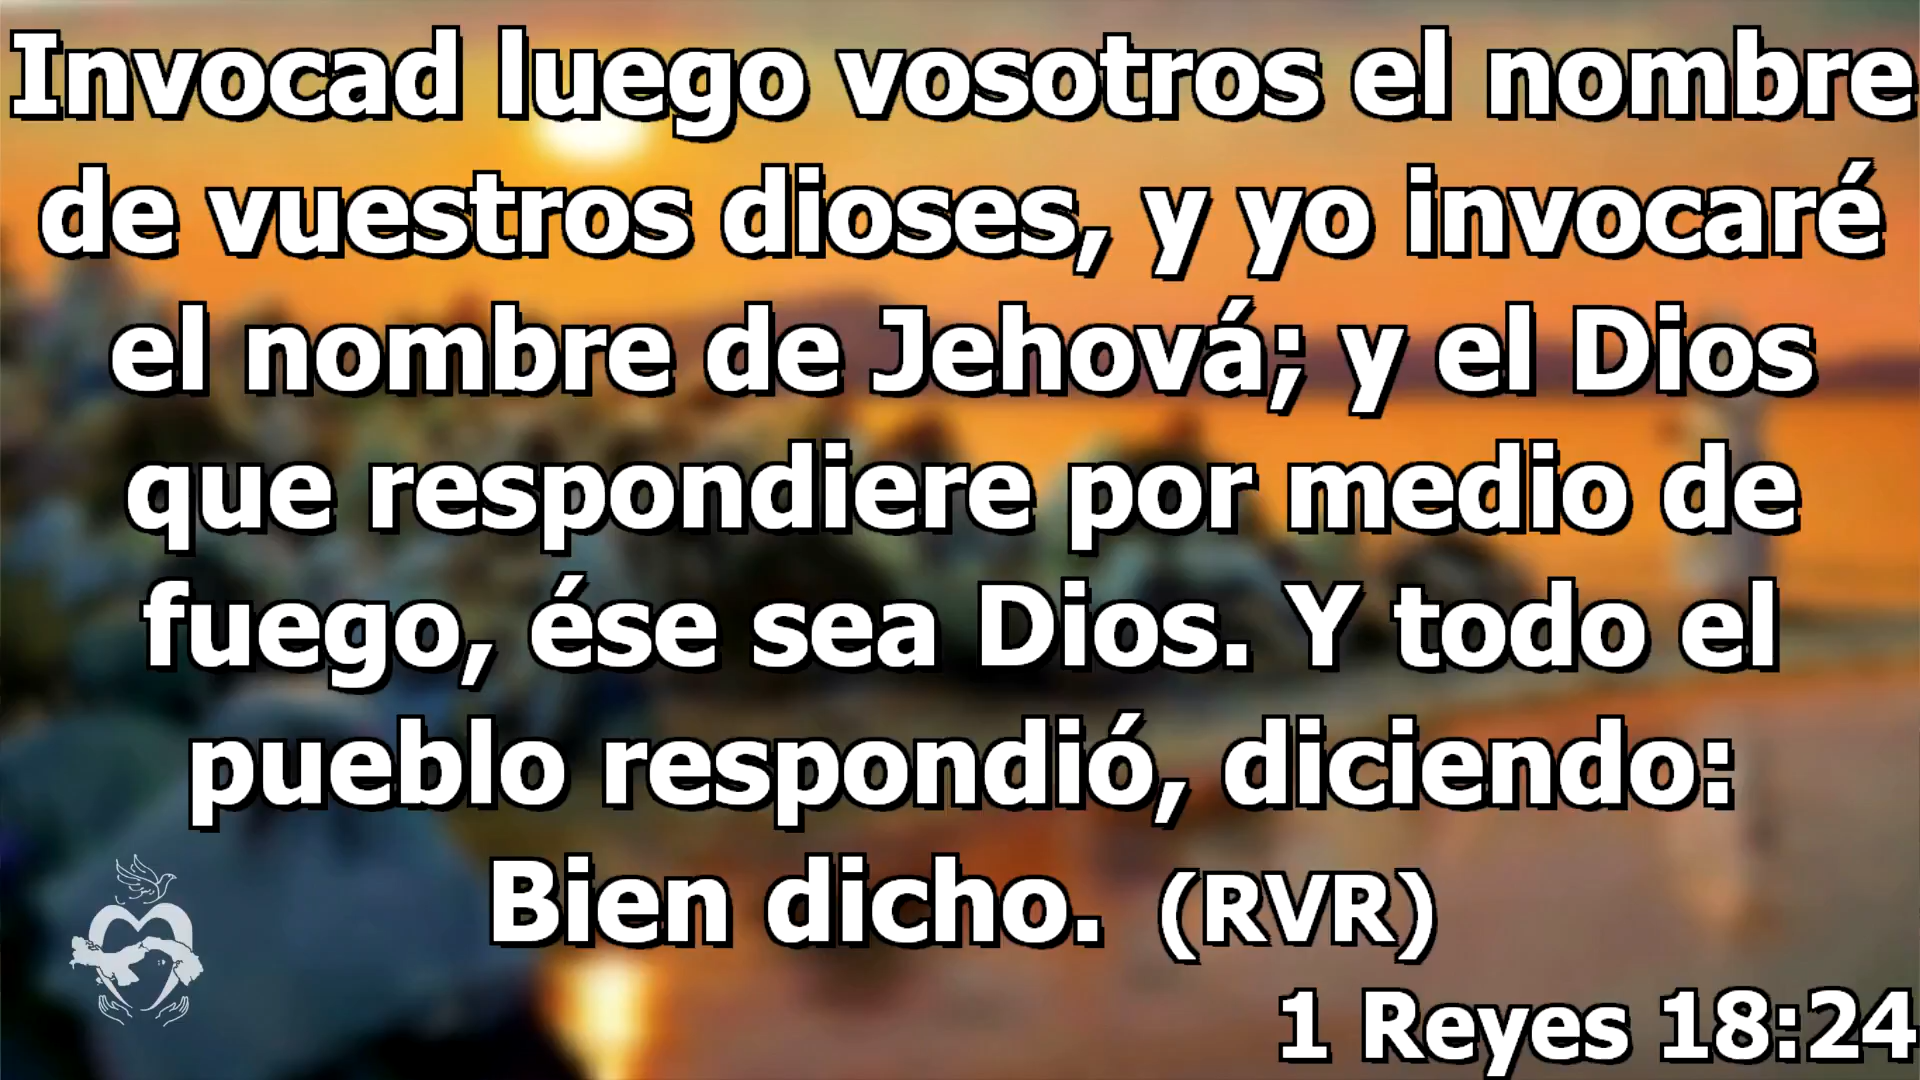 Invocad luego vosotros el nombre
de vuestros dioses, y yo invocaré
el nombre de Jehová; y el Dios
que respondiere por medio de
fuego, ése sea Dios. Y todo el
pueblo respondió, diciendo:
Bien dicho. (RVR)
1 Reyes 18:24